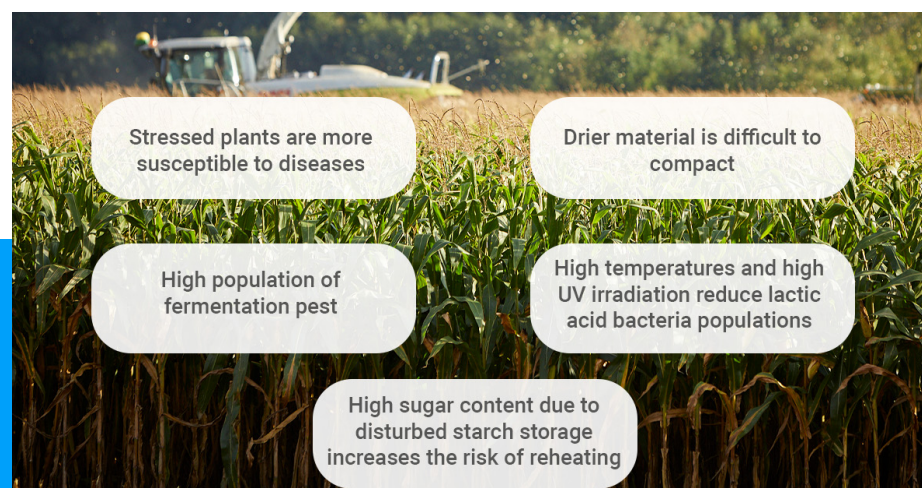 Stressed plants are more
susceptible to diseases
Drier material is difficult to
compact
High population of
fermentation pest
High temperatures and high
UV irradiation reduce lactic
acid bacteria populations
High sugar content due to
disturbed starch storage
increases the risk of reheating